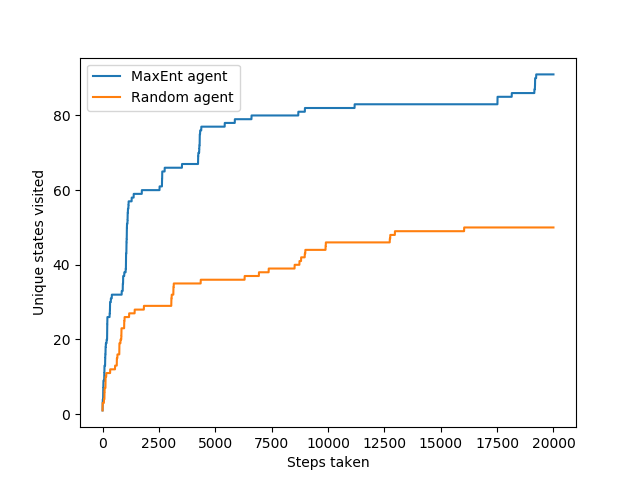 MaxEnt agent
Random agent
Unique states visited
80
60
40
20
0
0 2500 5000 7500 10000 12500 15000 17500 20000
Steps taken